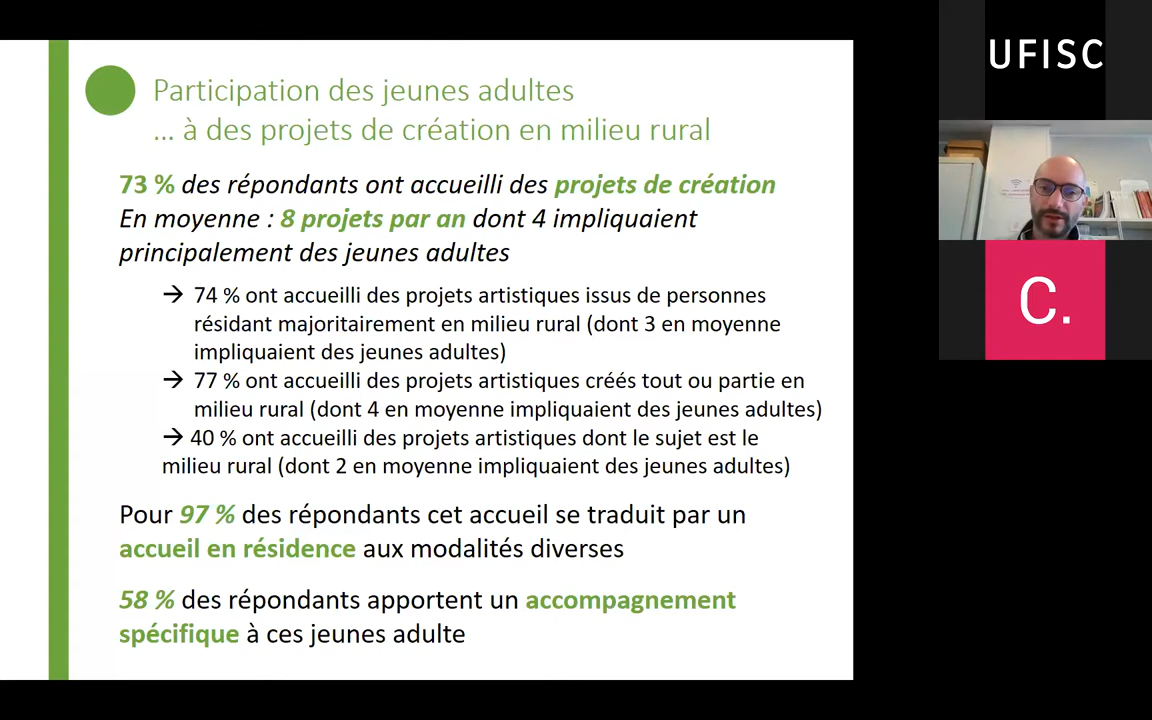 Participation des jeunes adultes
... à des projets de création en milieu rural
73 % des répondants ont accueilli des projets de création
En moyenne : 8 projets par an dont 4 impliquaient
principalement des jeunes adultes
→ 74 % ont accueilli des projets artistiques issus de personnes
résidant majoritairement en milieu rural (dont 3 en moyenne
impliquaient des jeunes adultes)
→ 77 % ont accueilli des projets artistiques créés tout ou partie en
milieu rural (dont 4 en moyenne impliquaient des jeunes adultes)
→ 40 % ont accueilli des projets artistiques dont le sujet est le
milieu rural (dont 2 en moyenne impliquaient des jeunes adultes)
Pour 97 % des répondants cet accueil se traduit par un
accueil en résidence aux modalités diverses
58 % des répondants apportent un accompagnement
spécifique à ces jeunes adulte
UFISC
C.